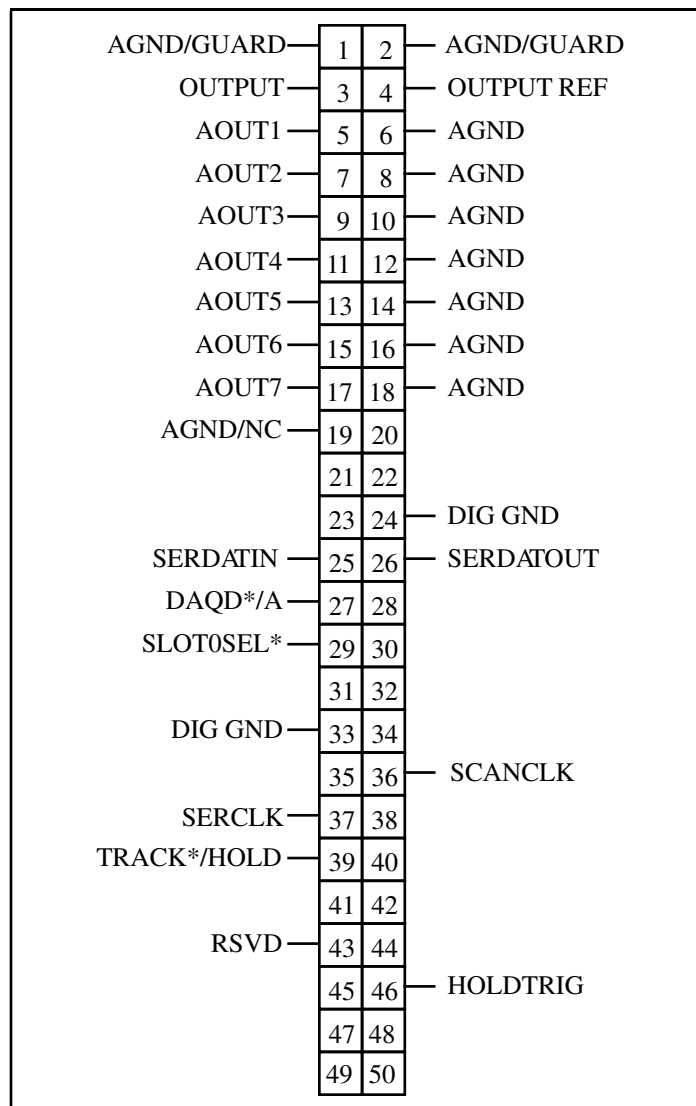 AGND/GUARD 1 2 AGND/GUARD
OUTPUT 3 4 OUTPUT REF
AOUT1 5 6 AGND
AOUT2 7 8 AGND
AOUT3 9 10 AGND
AOUT4 11 12 AGND
AOUT5 13 14 AGND
AOUT6 15 16 AGND
AOUT7 17 18 AGND
AGND/NC 19 20
21 22
23 24 DIG GND
SERDATIN 25 26 SERDATOUT
DAQD*/A 27 28
SLOT0SEL* 29 30
31 32
DIG GND 33 34
35 36 SCANCLK
SERCLK 37 38
TRACK*/HOLD 39 40
41 42
RSVD 43 44
45 46 HOLDTRIG
47 48
49 50